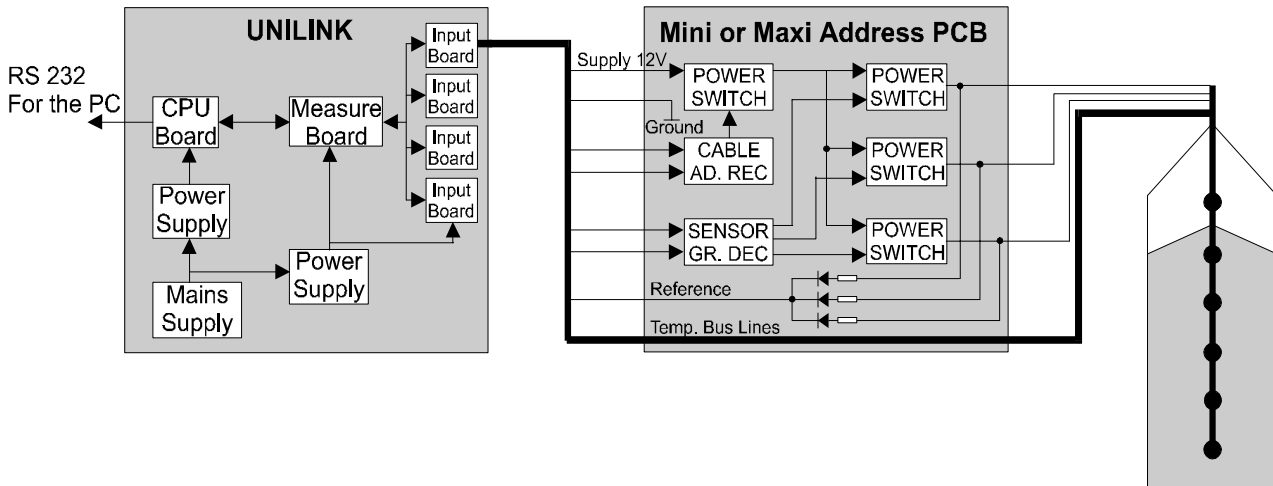 UNILINK
RS 232
For the PC
CPU
Board
Measure
Board
Input
Board
Input
Board
Input
Board
Input
Board
Power
Supply
Power
Supply
Mains
Supply
Mini or Maxi Address PCB
Supply 12V
POWER
SWITCH
Ground
CABLE
AD. REC
SENSOR
GR. DEC
POWER
SWITCH
POWER
SWITCH
POWER
SWITCH
Reference
Temp. Bus Lines